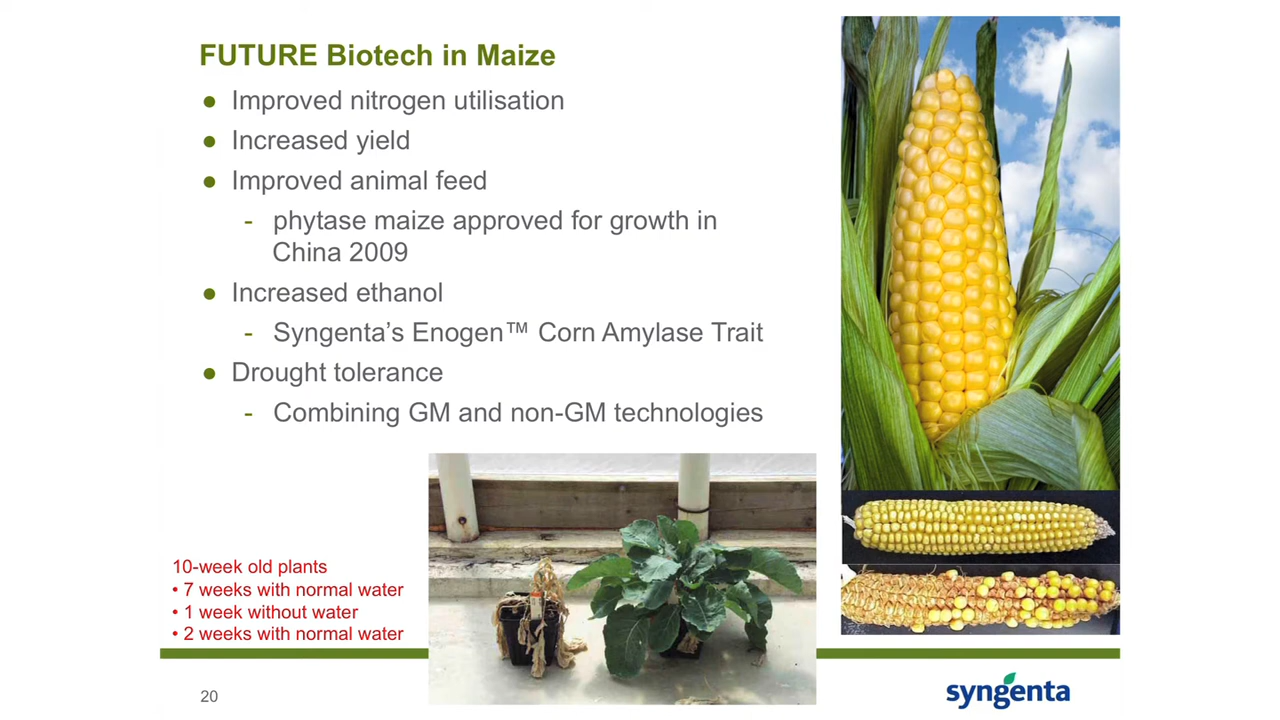 FUTURE Biotech in Maize
● Improved nitrogen utilisation
● Increased yield
● Improved animal feed
- phytase maize approved for growth in
China 2009
● Increased ethanol
- Syngenta’s Enogen™ Corn Amylase Trait
● Drought tolerance
- Combining GM and non-GM technologies
10-week old plants
• 7 weeks with normal water
• 1 week without water
• 2 weeks with normal water
20
syngenta